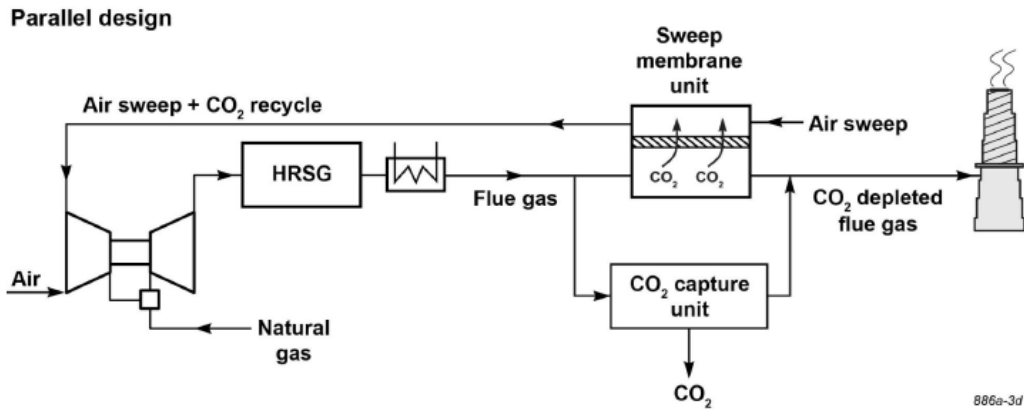 Parallel design
Sweep
membrane
unit
Air sweep + CO₂ recycle
Air sweep
HRSG
CO₂
CO₂
Flue gas
CO₂ depleted
flue gas
Air
CO₂ capture
unit
Natural
gas
CO₂
886a-3d